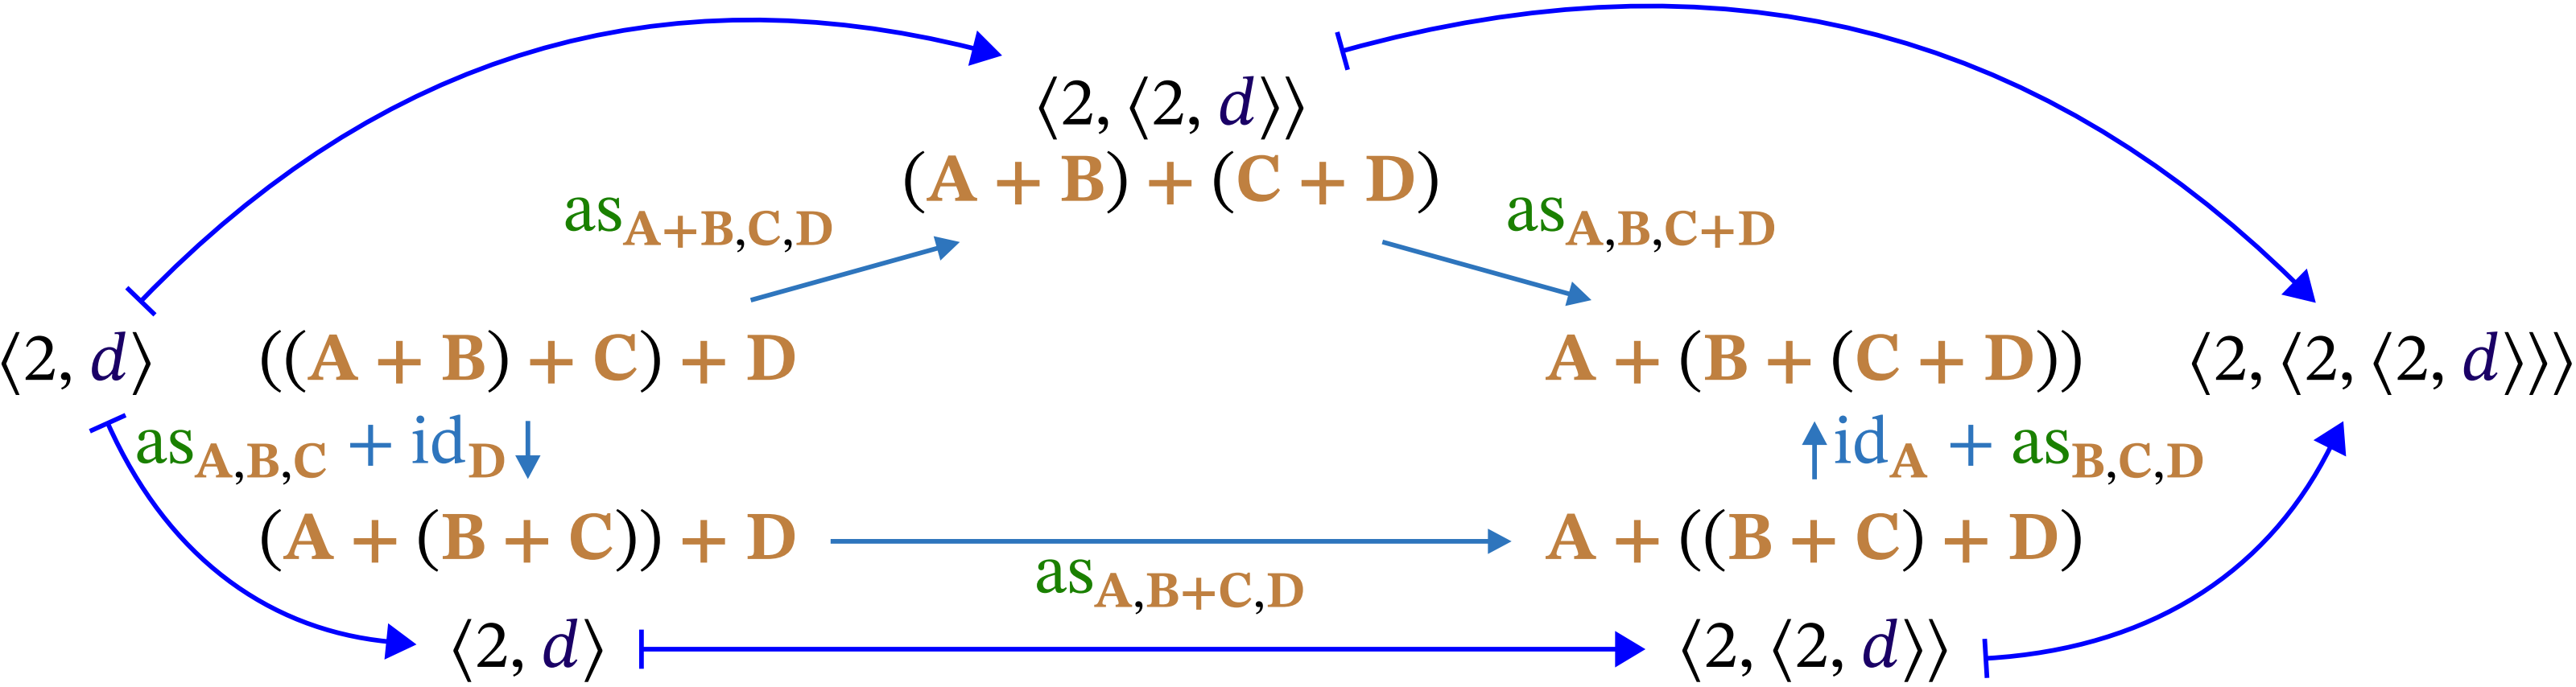 ⟨2, ⟨2, d⟩⟩
(A + B) + (C + D)
as_{A+B,C,D} as_{A,B,C+D}
⟨2, d⟩ ((A + B) + C) + D A + (B + (C + D)) ⟨2, ⟨2, ⟨2, d⟩⟩⟩
as_{A,B,C} + id_D ↓ ↑ id_A + as_{B,C,D}
(A + (B + C)) + D A + ((B + C) + D)
as_{A,B+C,D}
⟨2, d⟩ ⟨2, ⟨2, d⟩⟩